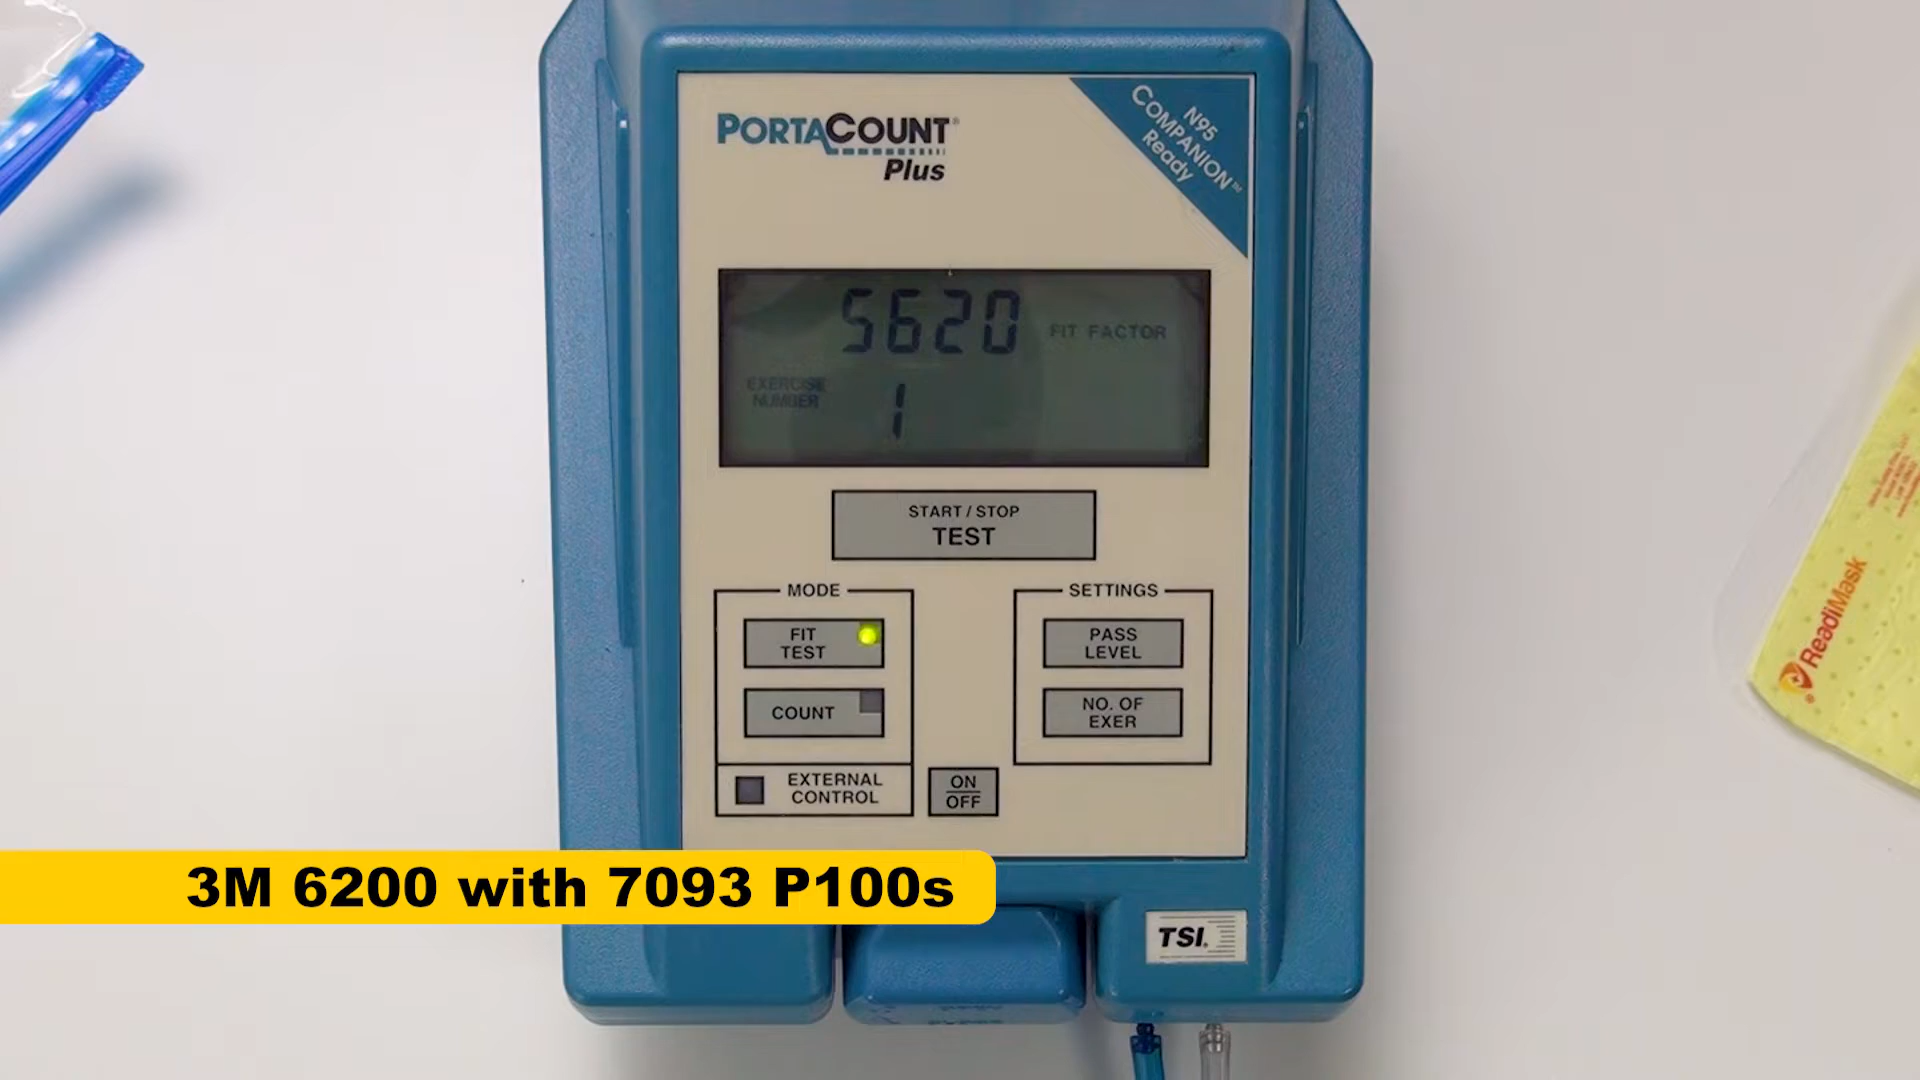 PORTACOUNT®
Plus
N95
COMPANION™
Ready
5620 FIT FACTOR
EXERCISE
NUMBER
1
START / STOP
TEST
MODE
FIT
TEST
COUNT
EXTERNAL
CONTROL
ON
OFF
SETTINGS
PASS
LEVEL
NO. OF
EXER
3M 6200 with 7093 P100s
TSI
ReadiMask®